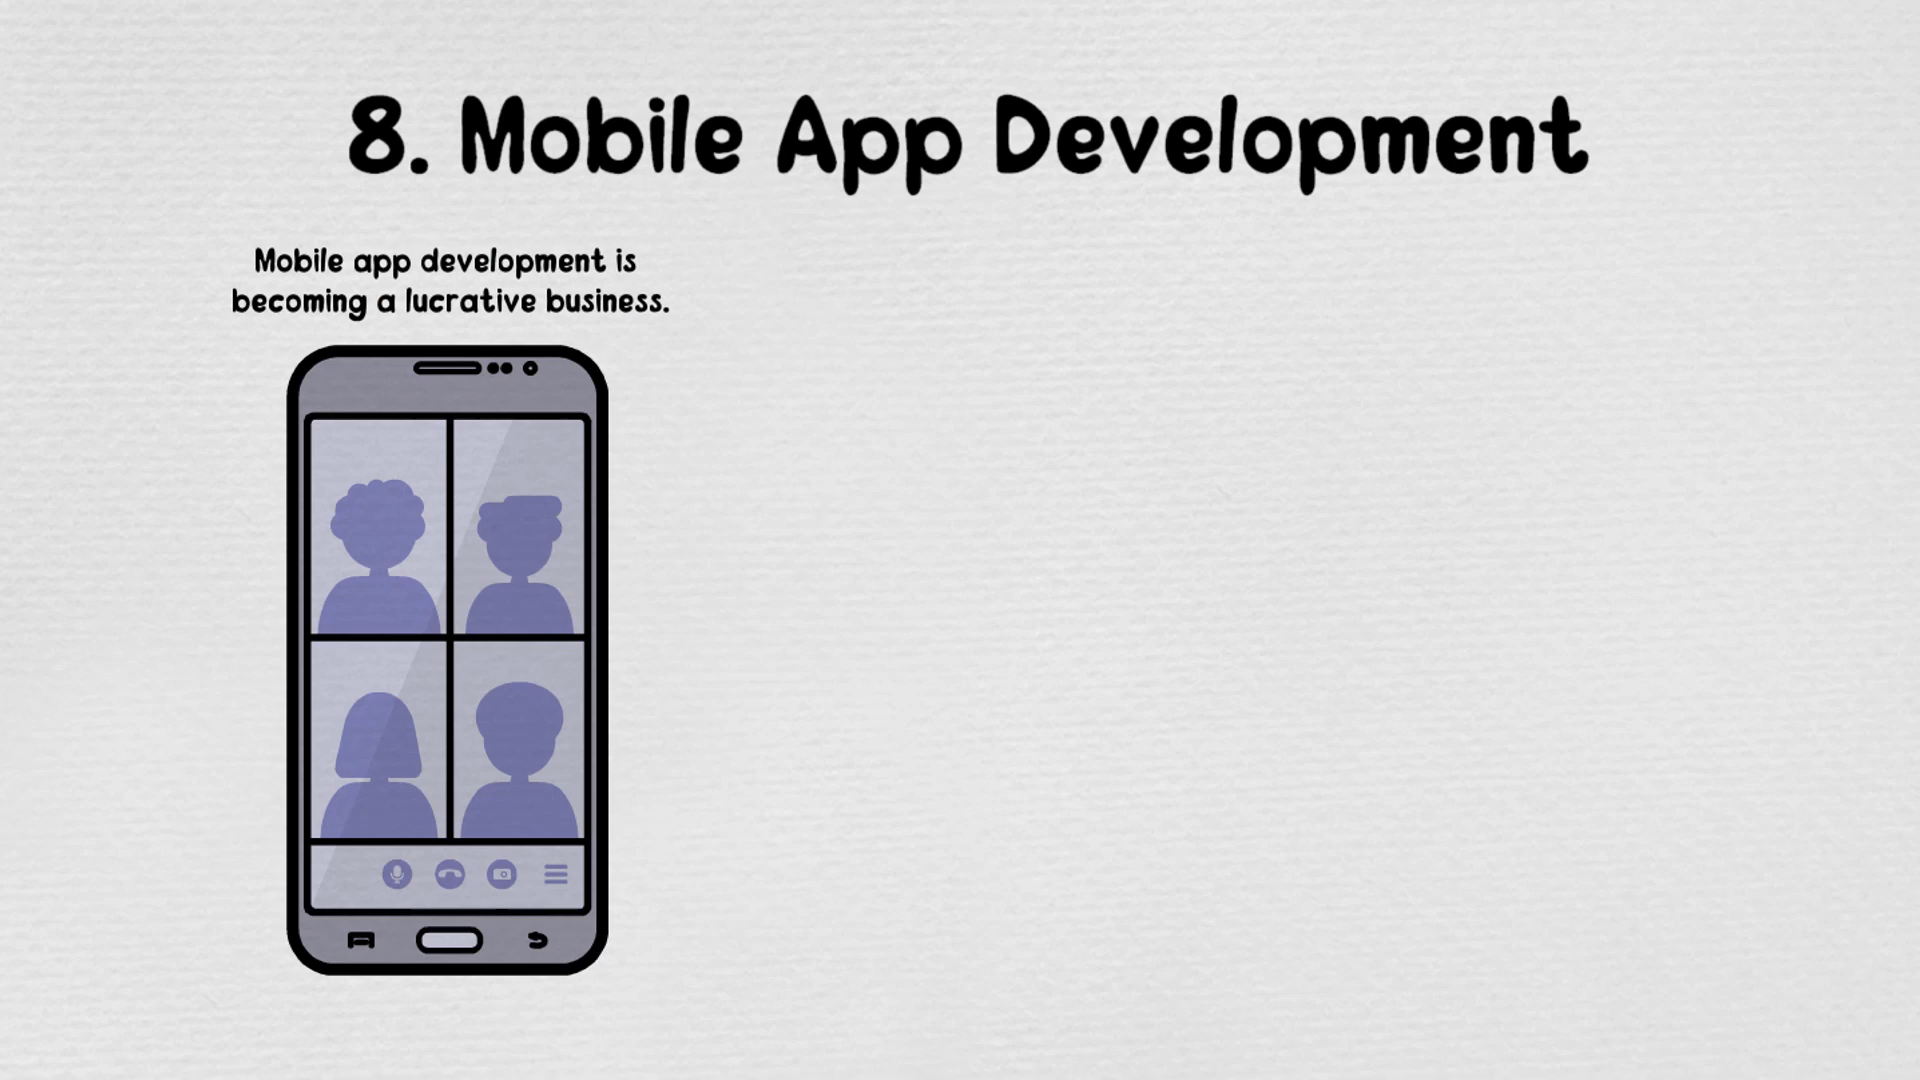 8. Mobile App Development
Mobile app development is
becoming a lucrative business.